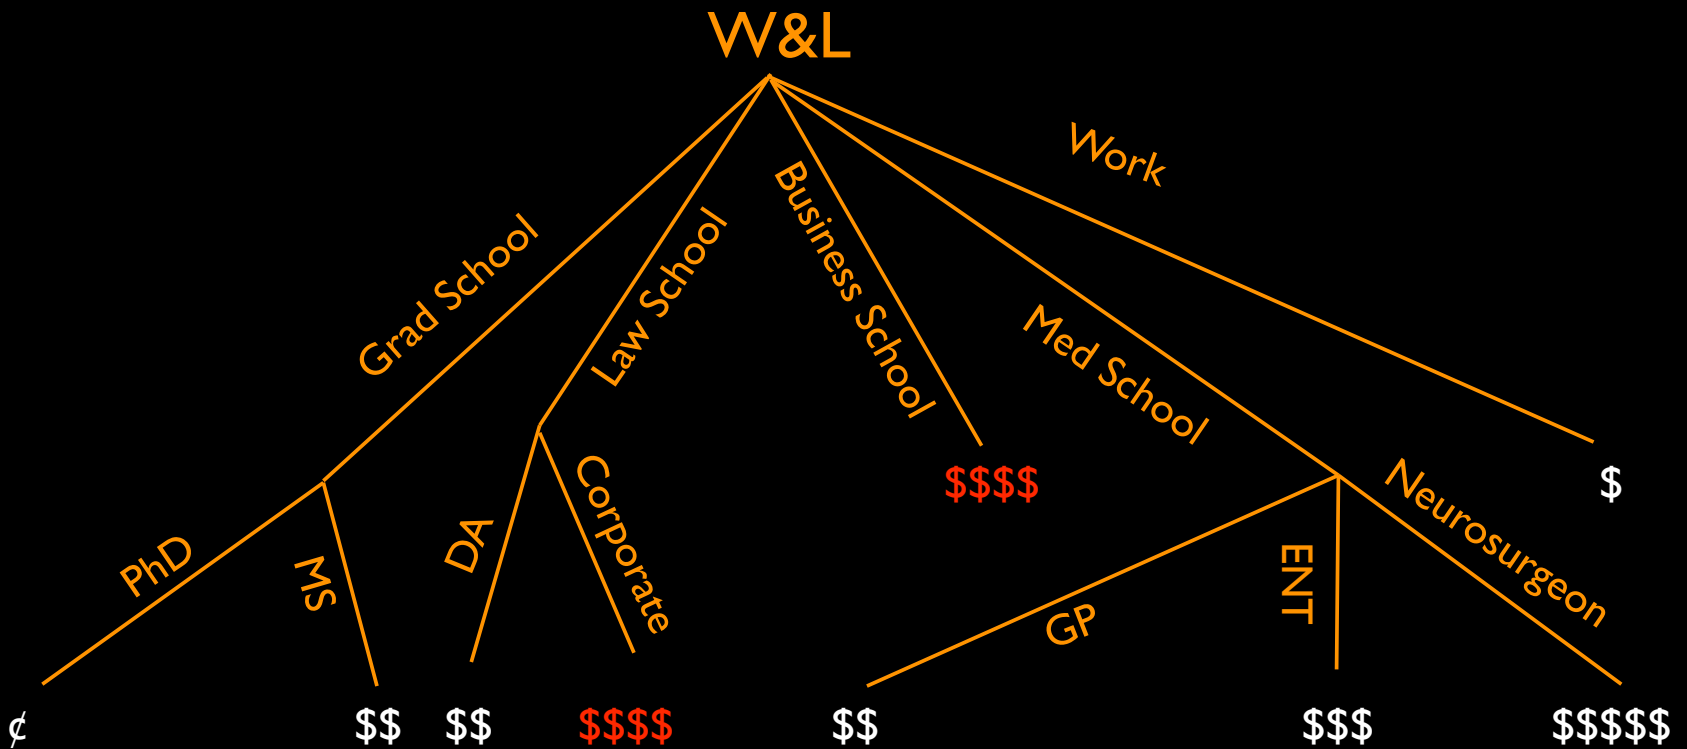 W&L
Work
Grad School
Law School
Business School
Med School
$$$$
$
PhD
MS
DA
Corporate
GP
ENT
Neurosurgeon
¢
$$
$$
$$$$
$$
$$$
$$$$$